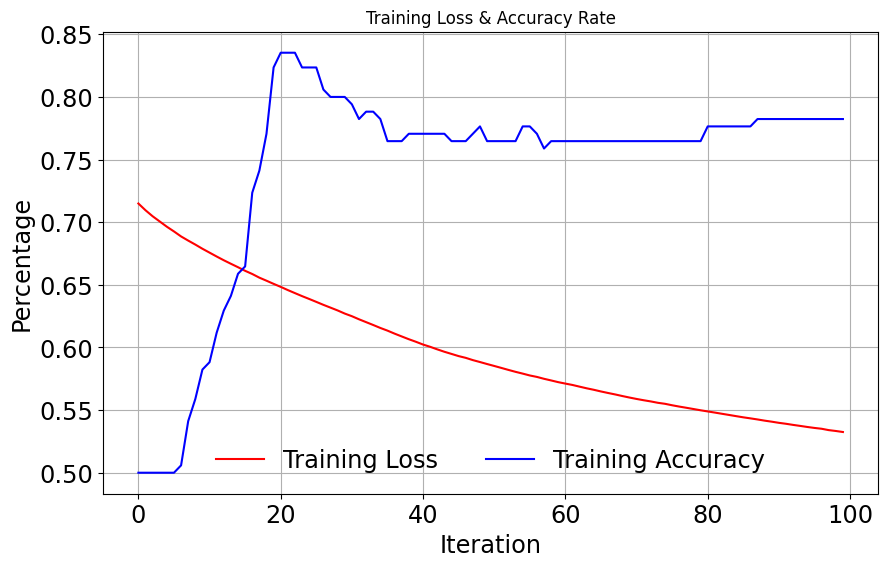 Training Loss & Accuracy Rate
0.85
0.80
0.75
0.70
0.65
0.60
0.55
0.50
Percentage
Training Loss
Training Accuracy
0 20 40 60 80 100
Iteration